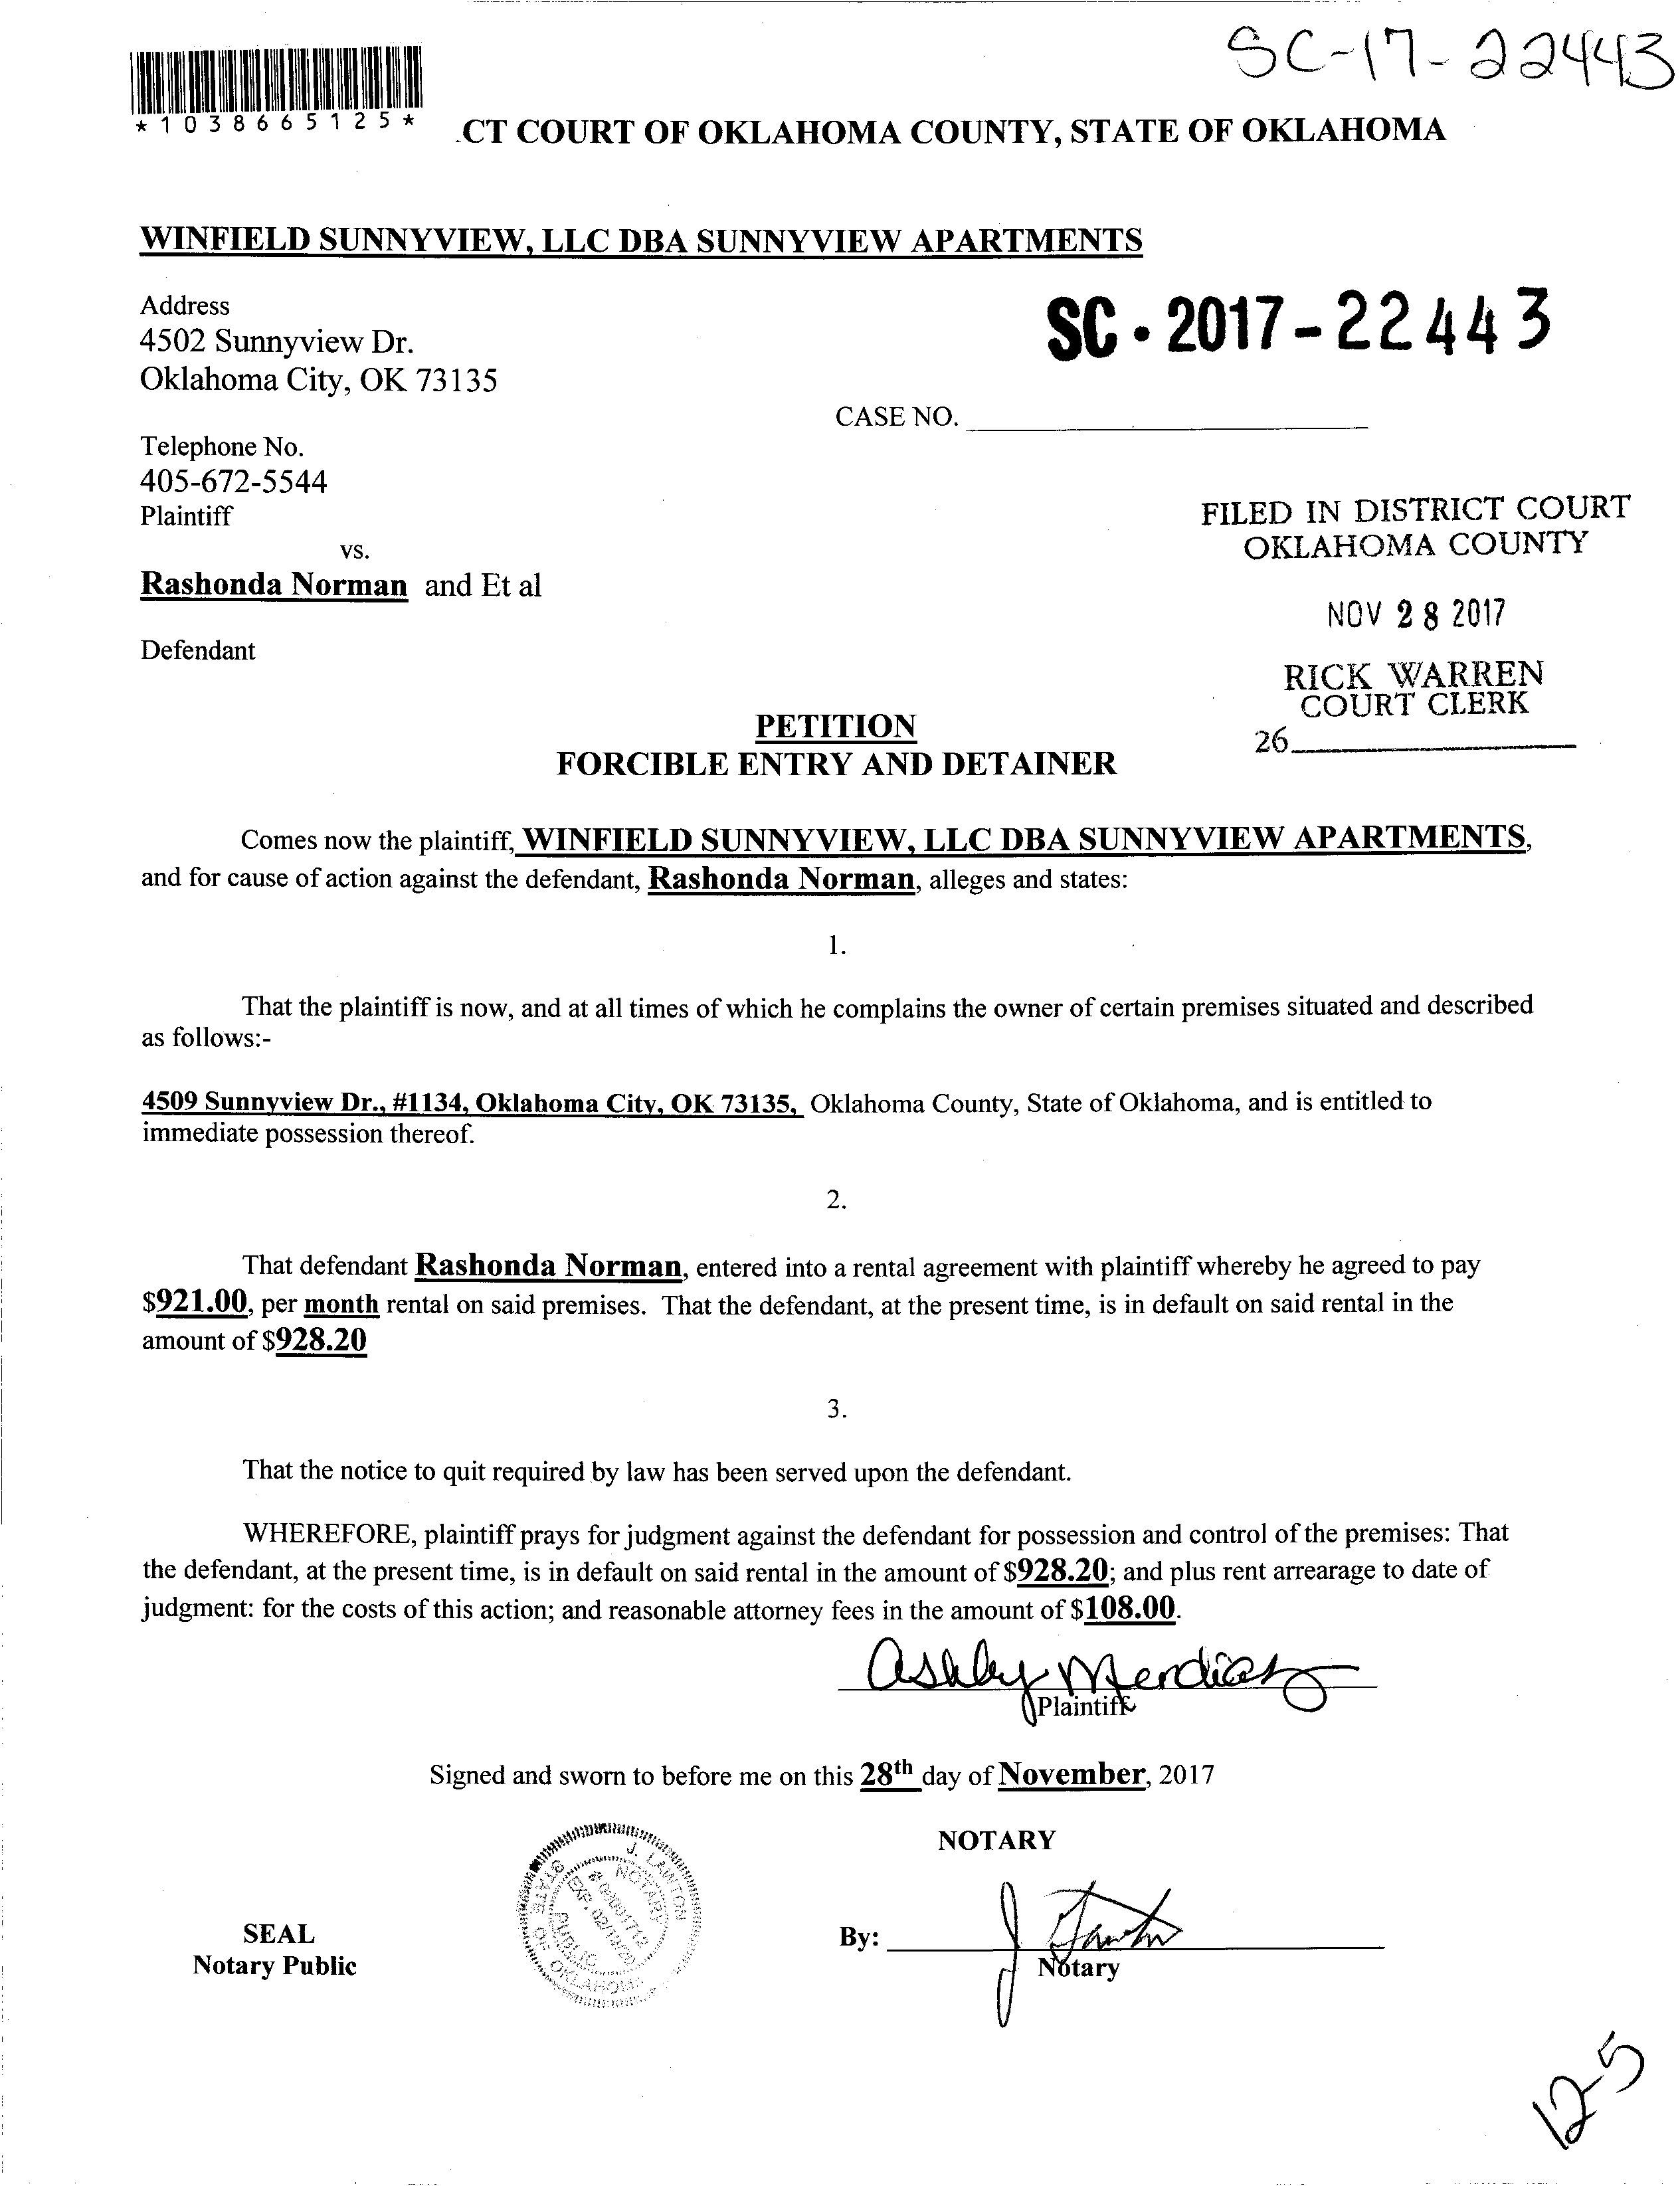 SC-17-22443
*1038665125*
CT COURT OF OKLAHOMA COUNTY, STATE OF OKLAHOMA
WINFIELD SUNNYVIEW, LLC DBA SUNNYVIEW APARTMENTS
Address
4502 Sunnyview Dr.
Oklahoma City, OK 73135
SC-2017-22443
CASE NO.
Telephone No.
405-672-5544
Plaintiff
vs.
Rashonda Norman and Et al
Defendant
FILED IN DISTRICT COURT
OKLAHOMA COUNTY
NOV 28 2017
RICK WARREN
COURT CLERK
26
PETITION
FORCIBLE ENTRY AND DETAINER
Comes now the plaintiff, WINFIELD SUNNYVIEW, LLC DBA SUNNYVIEW APARTMENTS,
and for cause of action against the defendant, Rashonda Norman, alleges and states:
1.
That the plaintiff is now, and at all times of which he complains the owner of certain premises situated and described
as follows:-
4509 Sunnyview Dr., #1134, Oklahoma City, OK 73135, Oklahoma County, State of Oklahoma, and is entitled to
immediate possession thereof.
2.
That defendant Rashonda Norman, entered into a rental agreement with plaintiff whereby he agreed to pay
$921.00, per month rental on said premises. That the defendant, at the present time, is in default on said rental in the
amount of $928.20
3.
That the notice to quit required by law has been served upon the defendant.
WHEREFORE, plaintiff prays for judgment against the defendant for possession and control of the premises: That
the defendant, at the present time, is in default on said rental in the amount of $928.20; and plus rent arrearage to date of
judgment: for the costs of this action; and reasonable attorney fees in the amount of $108.00.
Plaintiff
Signed and sworn to before me on this 28th day of November, 2017
NOTARY
J. LAWTON
NOTARY
PUBLIC
STATE OF OKLAHOMA
SEAL
Notary Public
By:
Notary
12-5